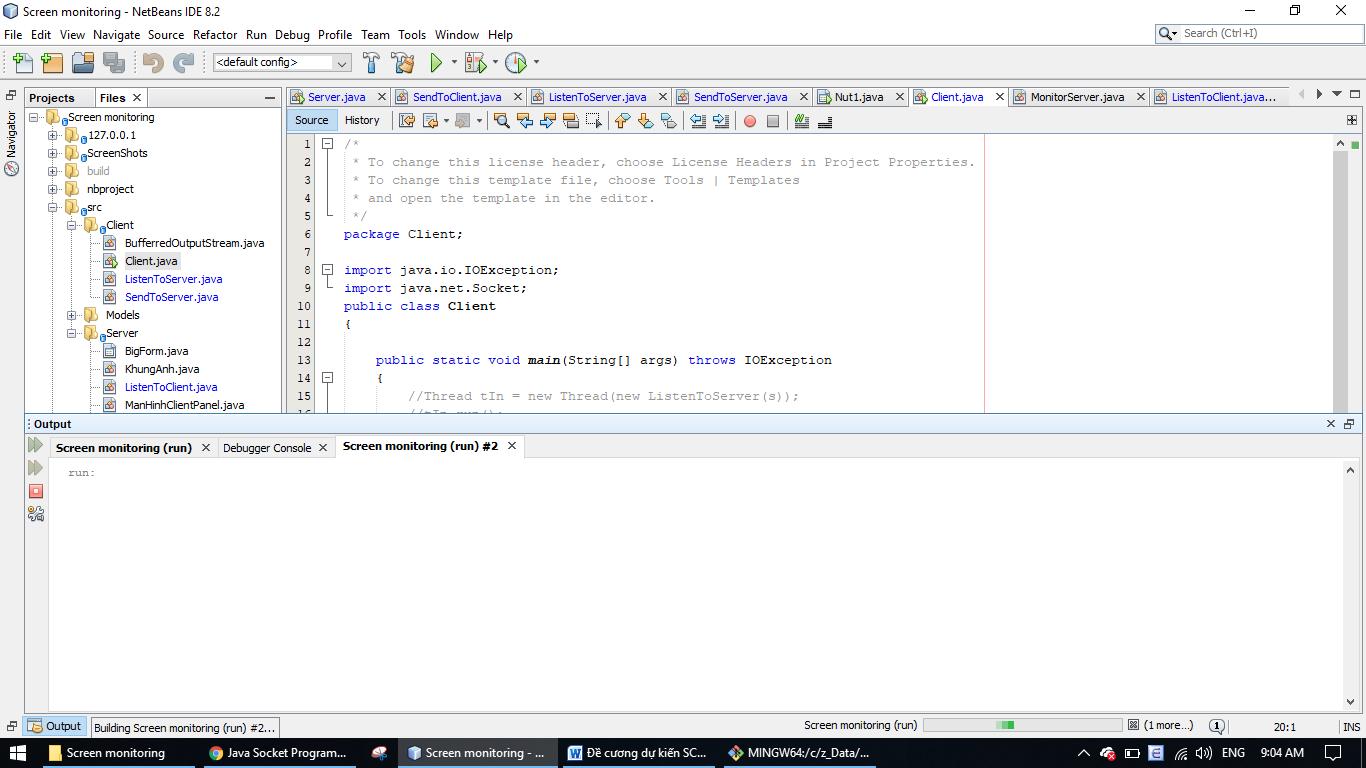 Screen monitoring - NetBeans IDE 8.2
File Edit View Navigate Source Refactor Run Debug Profile Team Tools Window Help
Search (Ctrl+I)
<default config>
Navigator
Projects
Files
Screen monitoring
127.0.0.1
ScreenShots
build
nbproject
src
Client
BufferredOutputStream.java
Client.java
ListenToServer.java
SendToServer.java
Models
Server
BigForm.java
KhungAnh.java
ListenToClient.java
ManHinhClientPanel.java
Server.java SendToClient.java ListenToServer.java SendToServer.java Nut1.java Client.java MonitorServer.java ListenToClient.java...
Source History
1 /*
2 * To change this license header, choose License Headers in Project Properties.
3 * To change this template file, choose Tools | Templates
4 * and open the template in the editor.
5 */
6 package Client;
7
8 import java.io.IOException;
9 import java.net.Socket;
10 public class Client
11 {
12
13 public static void main(String[] args) throws IOException
14 {
15 //Thread tIn = new Thread(new ListenToServer(s));
Output
Screen monitoring (run) Debugger Console Screen monitoring (run) #2
run:
Output Building Screen monitoring (run) #2... Screen monitoring (run) (1 more...) 1 20:1 INS
Screen monitoring Java Socket Program... Screen monitoring - ... Đề cương dự kiến SC... MINGW64:/c/z_Data/... ENG 9:04 AM